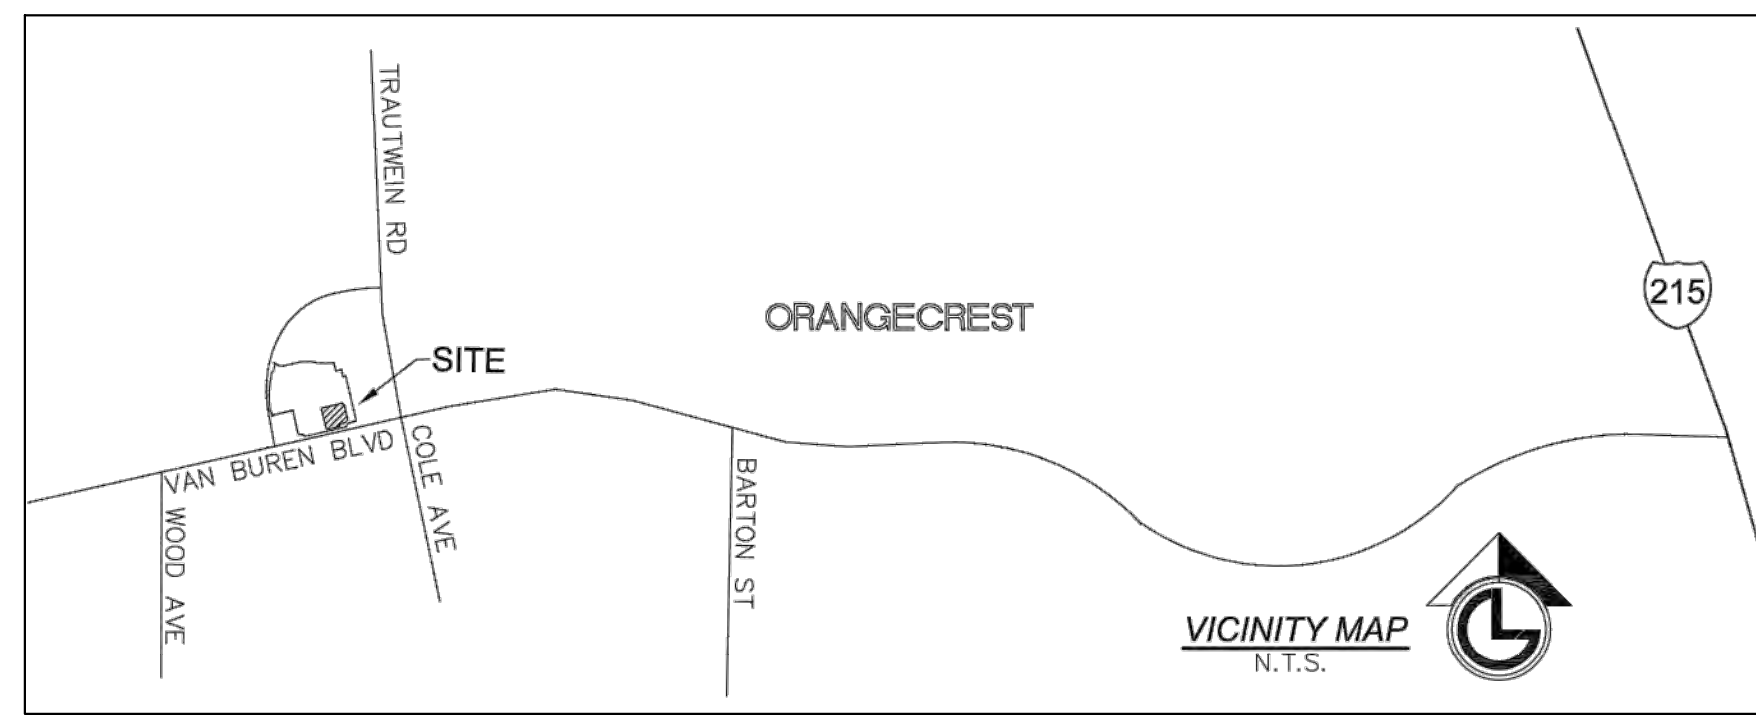 TRAUTWEIN RD
215
ORANGECREST
SITE
VAN BUREN BLVD
COLE AVE
BARTON ST
WOOD AVE
VICINITY MAP
N.T.S.